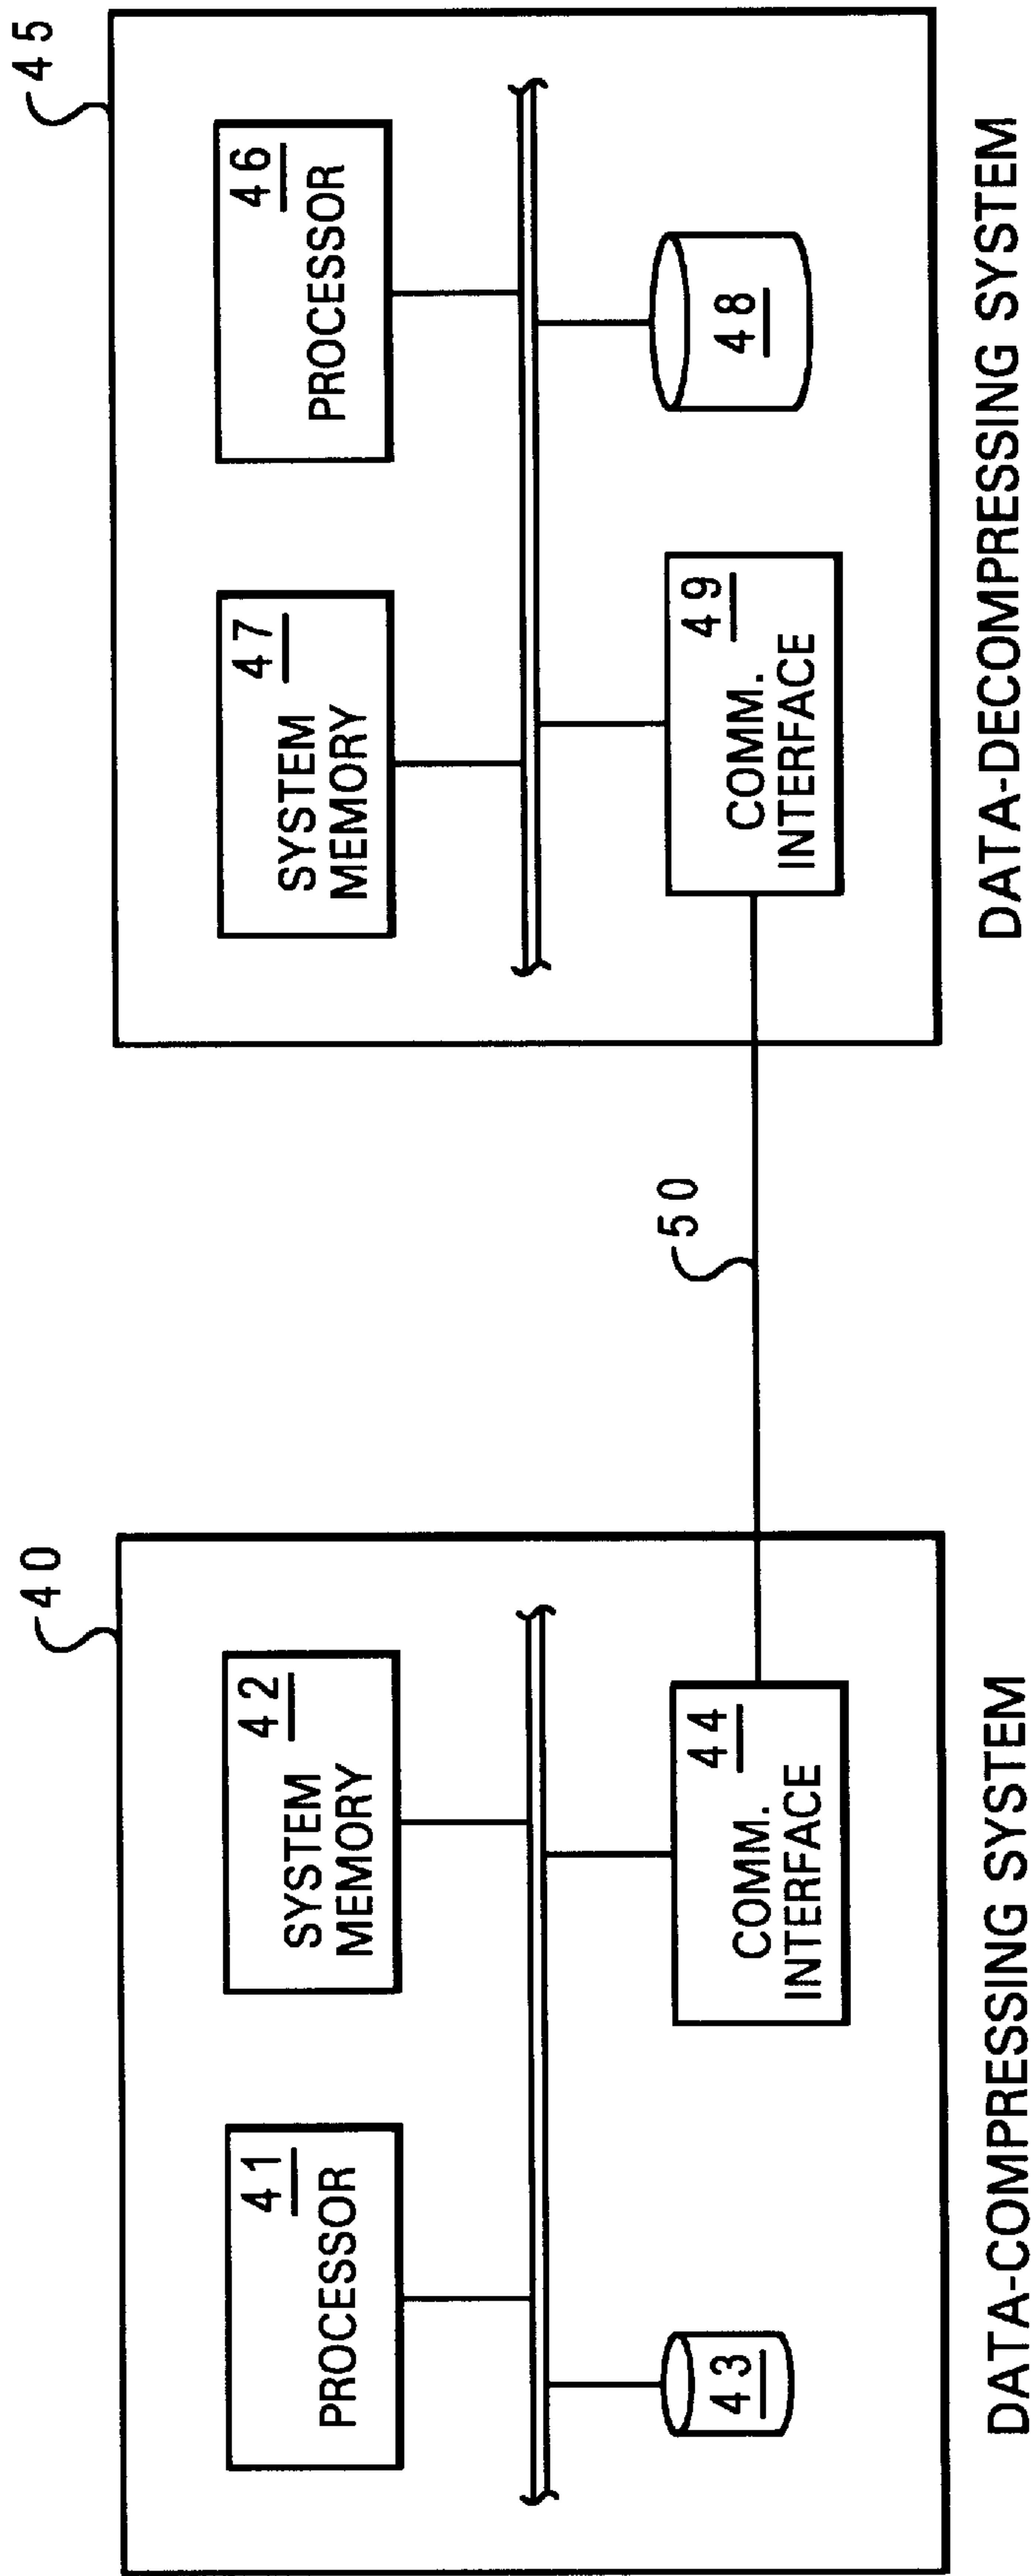 40
41
PROCESSOR
42
SYSTEM
MEMORY
43
44
COMM.
INTERFACE
DATA-COMPRESSING SYSTEM
50
45
47
SYSTEM
MEMORY
46
PROCESSOR
49
COMM.
INTERFACE
48
DATA-DECOMPRESSING SYSTEM